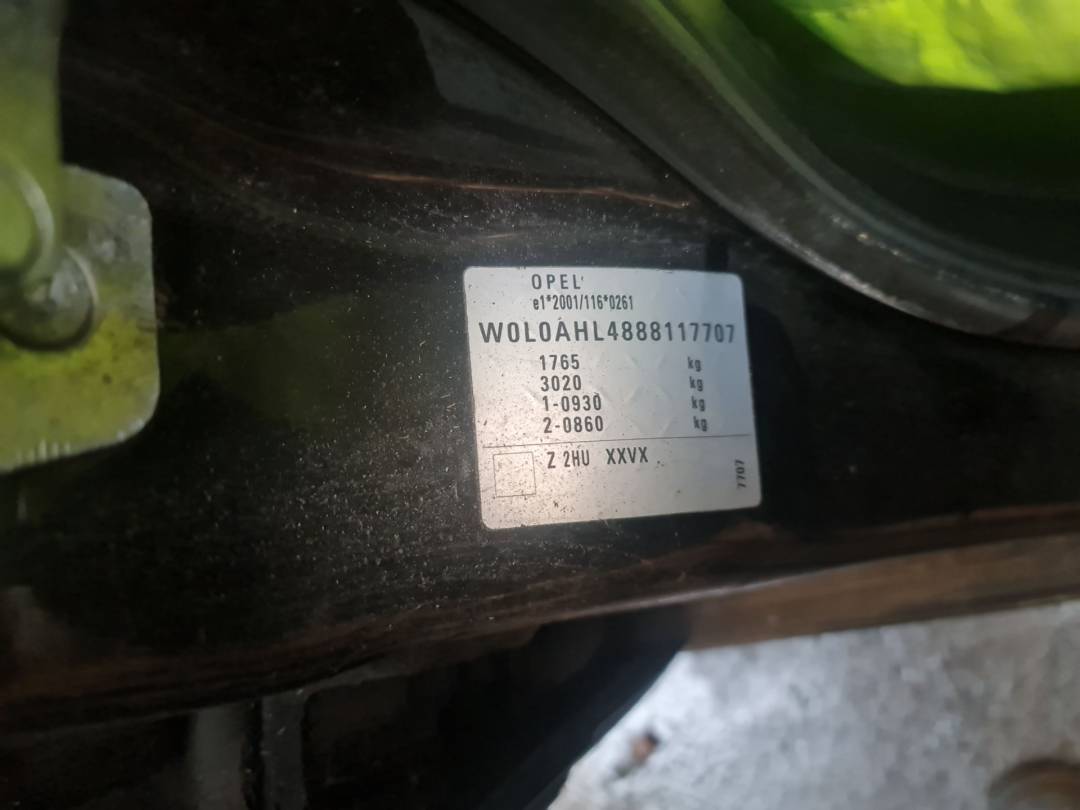 OPEL
e1*2001/116*0261
W0L0AHL4888117707
1765 kg
3020 kg
1-0930 kg
2-0860 kg
Z 2HU XXVX
7707